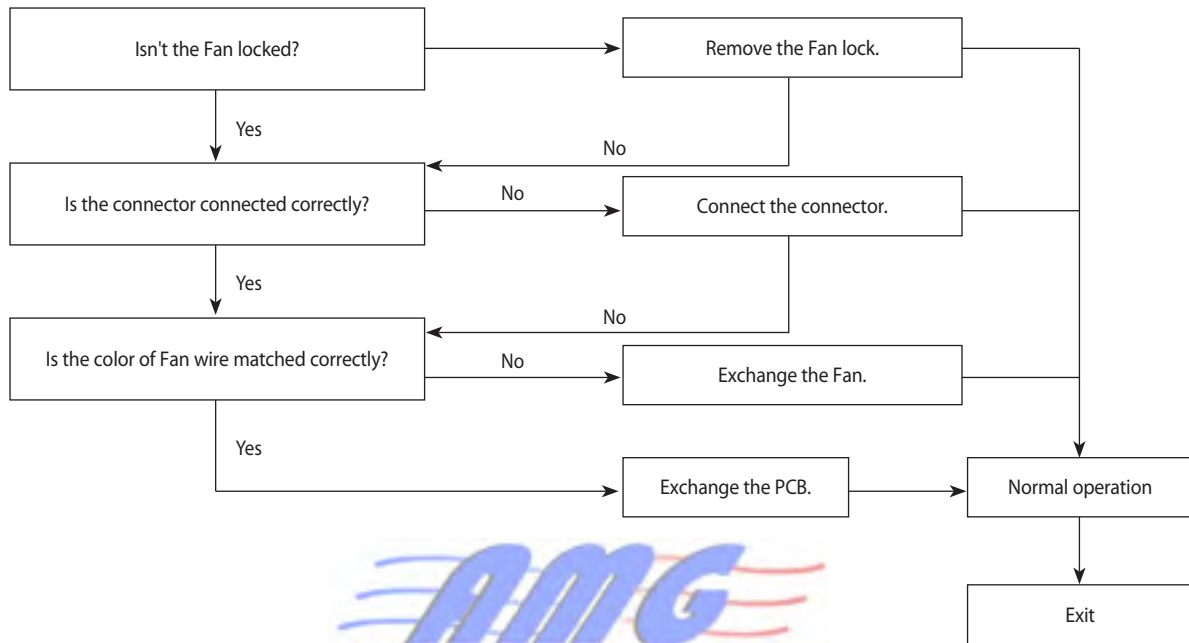 Isn't the Fan locked?
Remove the Fan lock.
Yes
No
Is the connector connected correctly?
No
Connect the connector.
Yes
No
Is the color of Fan wire matched correctly?
No
Exchange the Fan.
Yes
Exchange the PCB.
Normal operation
AMG
Exit